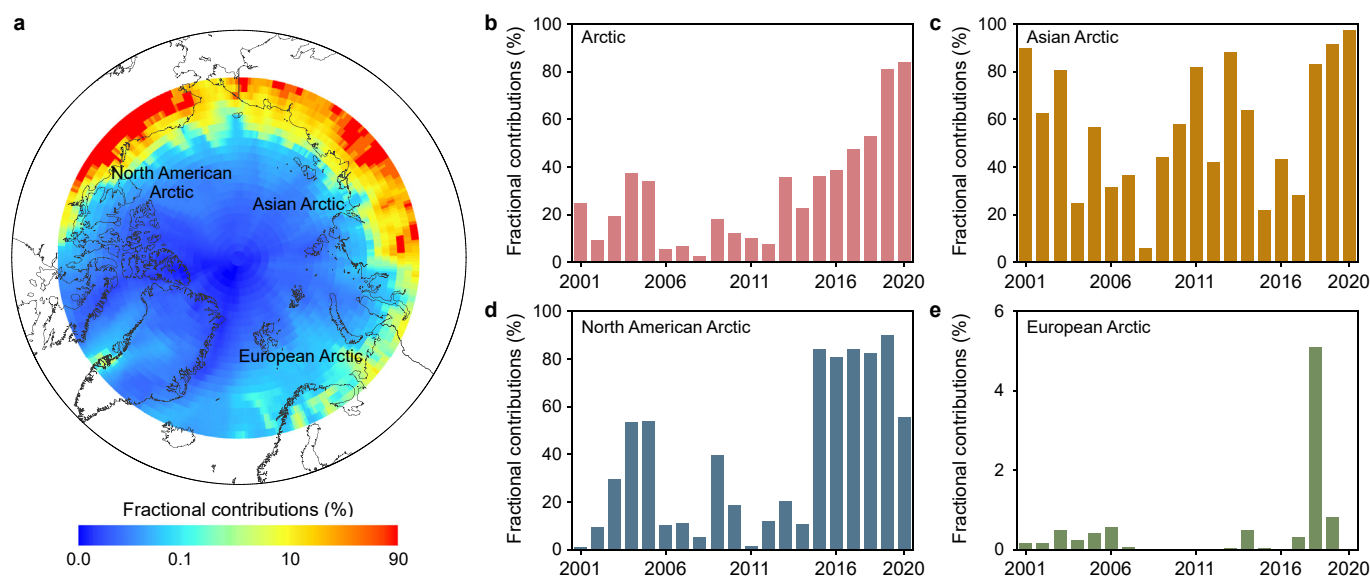 a
North American
Arctic
Asian Arctic
European Arctic
Fractional contributions (%)
0.0 0.1 10 90
b
Fractional contributions (%)
Arctic
100
80
60
40
20
0
2001 2006 2011 2016 2020
c
Fractional contributions (%)
Asian Arctic
100
80
60
40
20
0
2001 2006 2011 2016 2020
d
Fractional contributions (%)
North American Arctic
100
80
60
40
20
0
2001 2006 2011 2016 2020
e
Fractional contributions (%)
European Arctic
6
4
2
0
2001 2006 2011 2016 2020